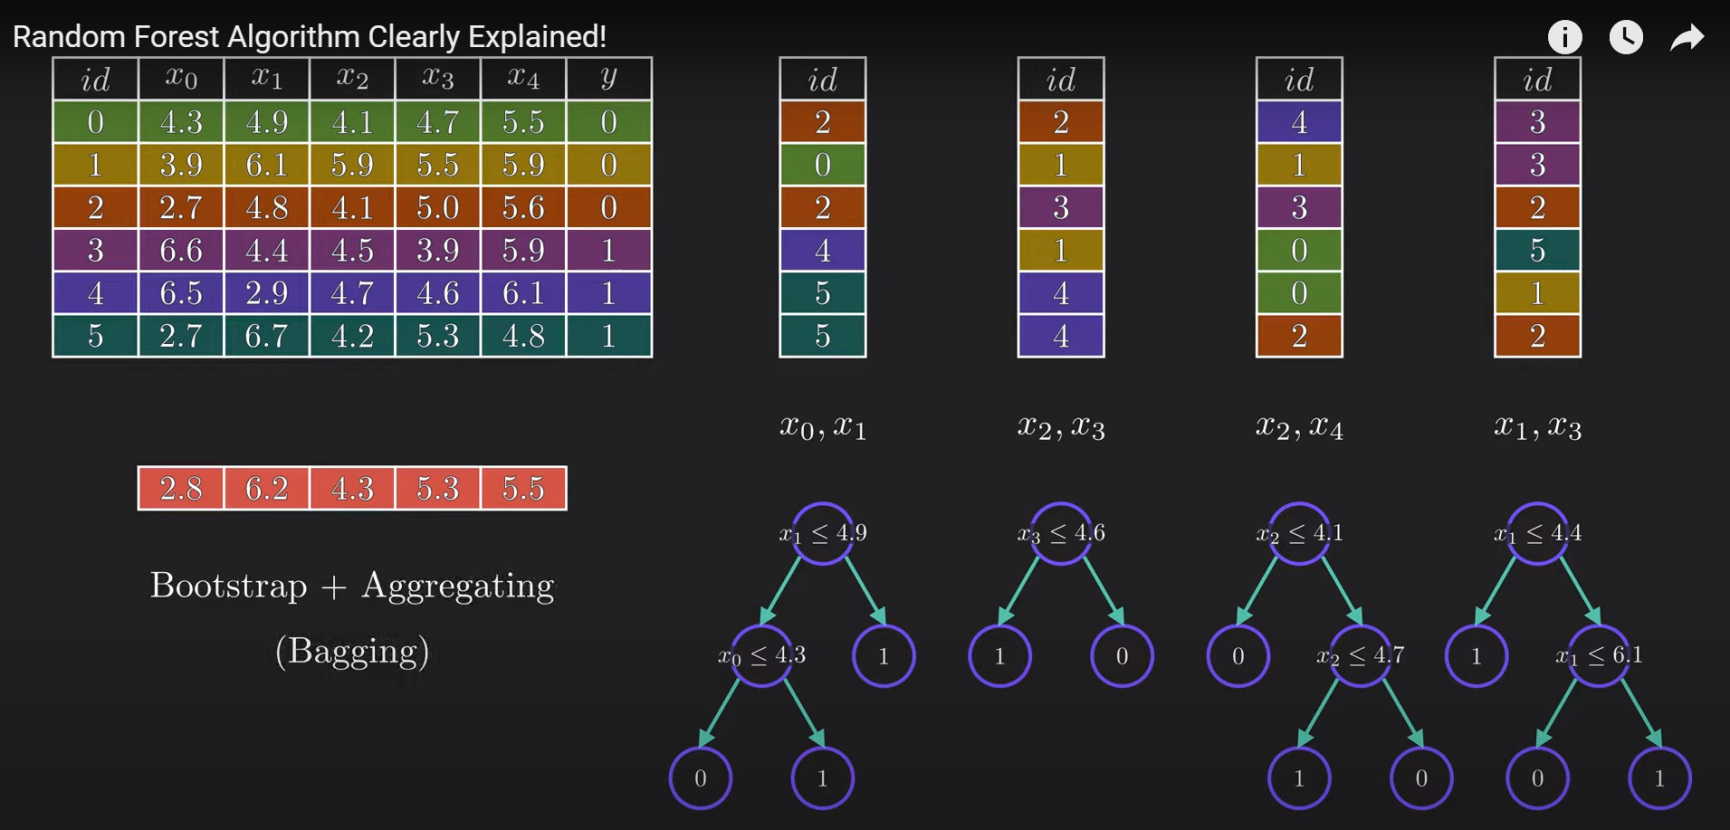 Random Forest Algorithm Clearly Explained!
id x₀ x₁ x₂ x₃ x₄ y
0 4.3 4.9 4.1 4.7 5.5 0
1 3.9 6.1 5.9 5.5 5.9 0
2 2.7 4.8 4.1 5.0 5.6 0
3 6.6 4.4 4.5 3.9 5.9 1
4 6.5 2.9 4.7 4.6 6.1 1
5 2.7 6.7 4.2 5.3 4.8 1
id
2
0
2
4
5
5
id
2
1
3
1
4
4
id
4
1
3
0
0
2
id
3
3
2
5
1
2
x₀, x₁
x₂, x₃
x₂, x₄
x₁, x₃
2.8 6.2 4.3 5.3 5.5
Bootstrap + Aggregating
(Bagging)
x₁ ≤ 4.9
x₀ ≤ 4.3
1
0
1
x₃ ≤ 4.6
1
0
x₂ ≤ 4.1
0
x₂ ≤ 4.7
1
0
x₁ ≤ 4.4
1
x₁ ≤ 6.1
0
1